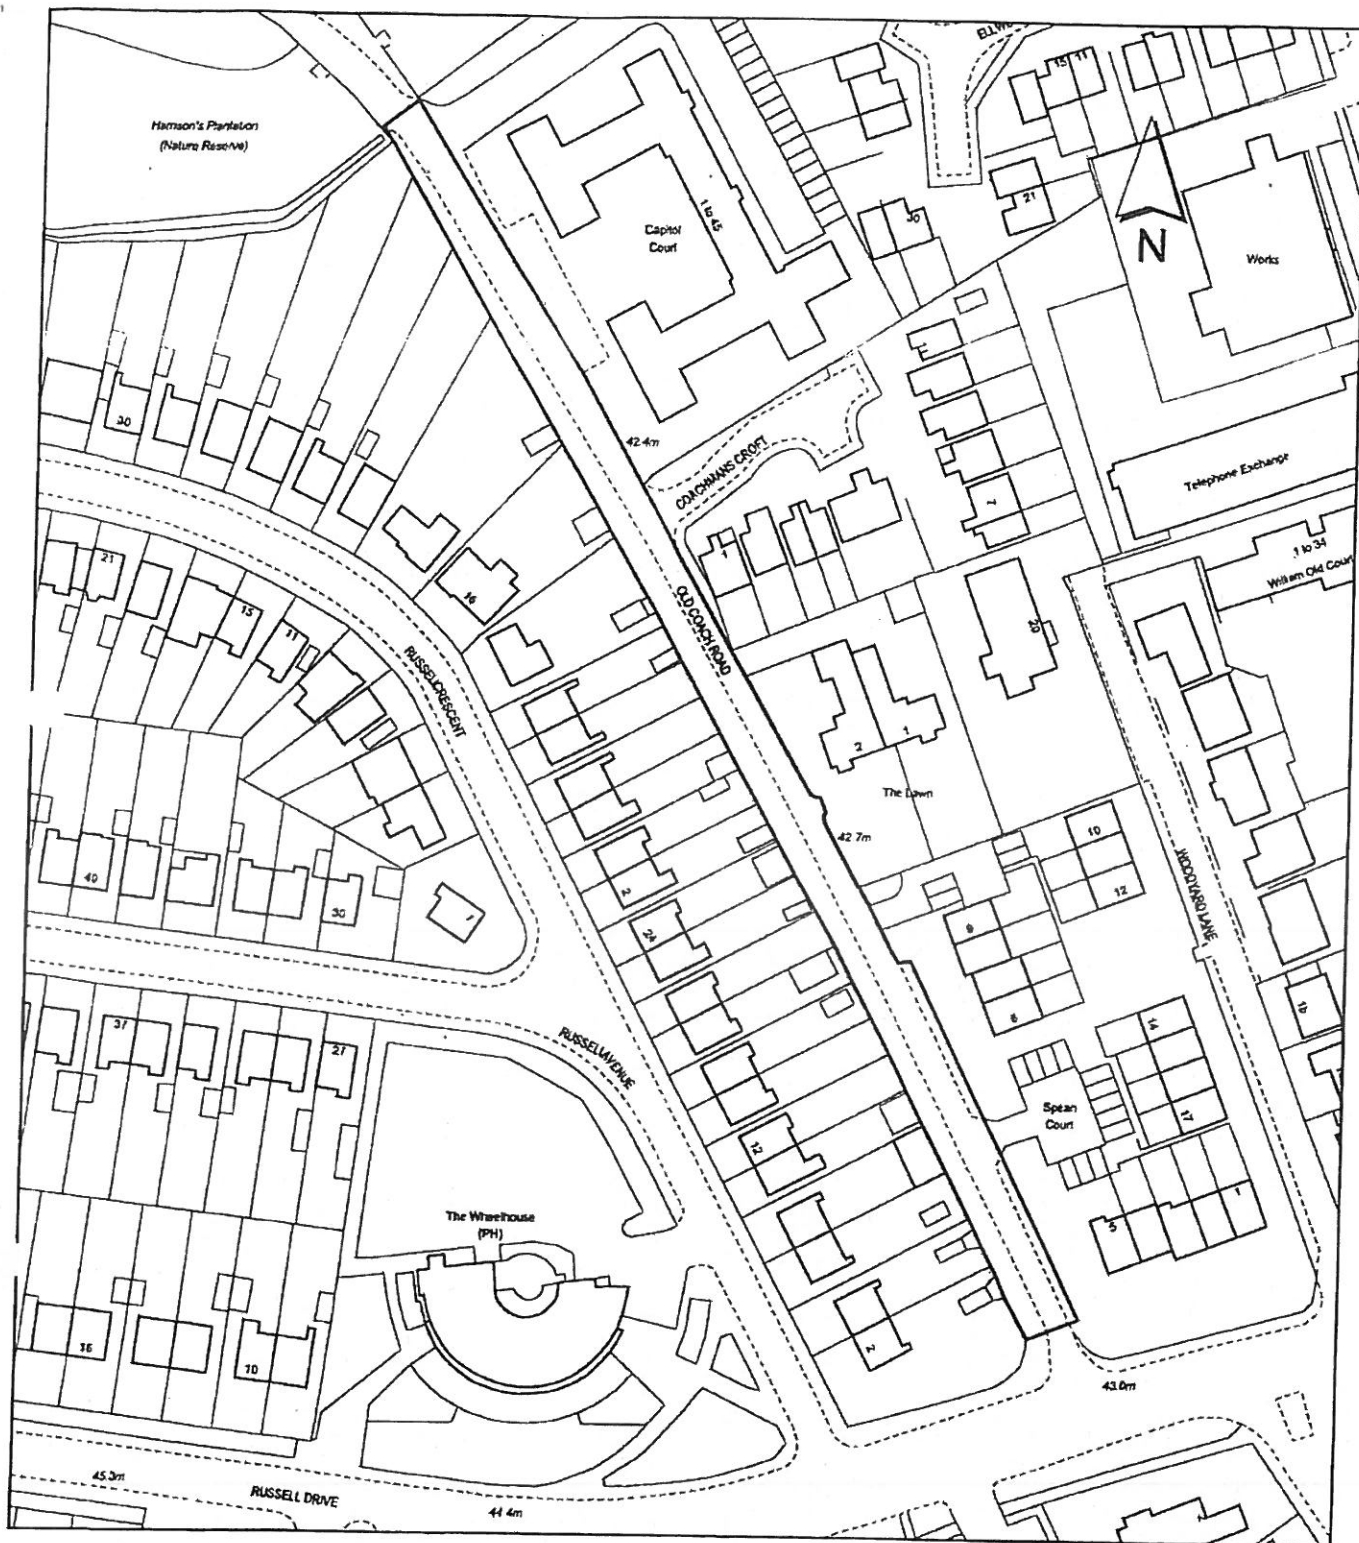 ELLWO
15 11
Harrison's Plantation
(Nature Reserve)
N
30
21
1 to 45
Capitol
Court
Works
11
30
42.4m
COACHMANS CROFT
7
Telephone Exchange
1 to 34
William Old Court
21
15
11
16
1
OLD COACH ROAD
20
RUSSELL CRESCENT
2
1
The Lawn
42.7m
10
12
WOODYARD LANE
40
30
2
24
9
8
37
27
RUSSELL AVENUE
14
1b
17
Spean
Court
12
The Wheelhouse
(PH)
5
1
16
10
2
43.0m
45.3m
RUSSELL DRIVE
44.4m